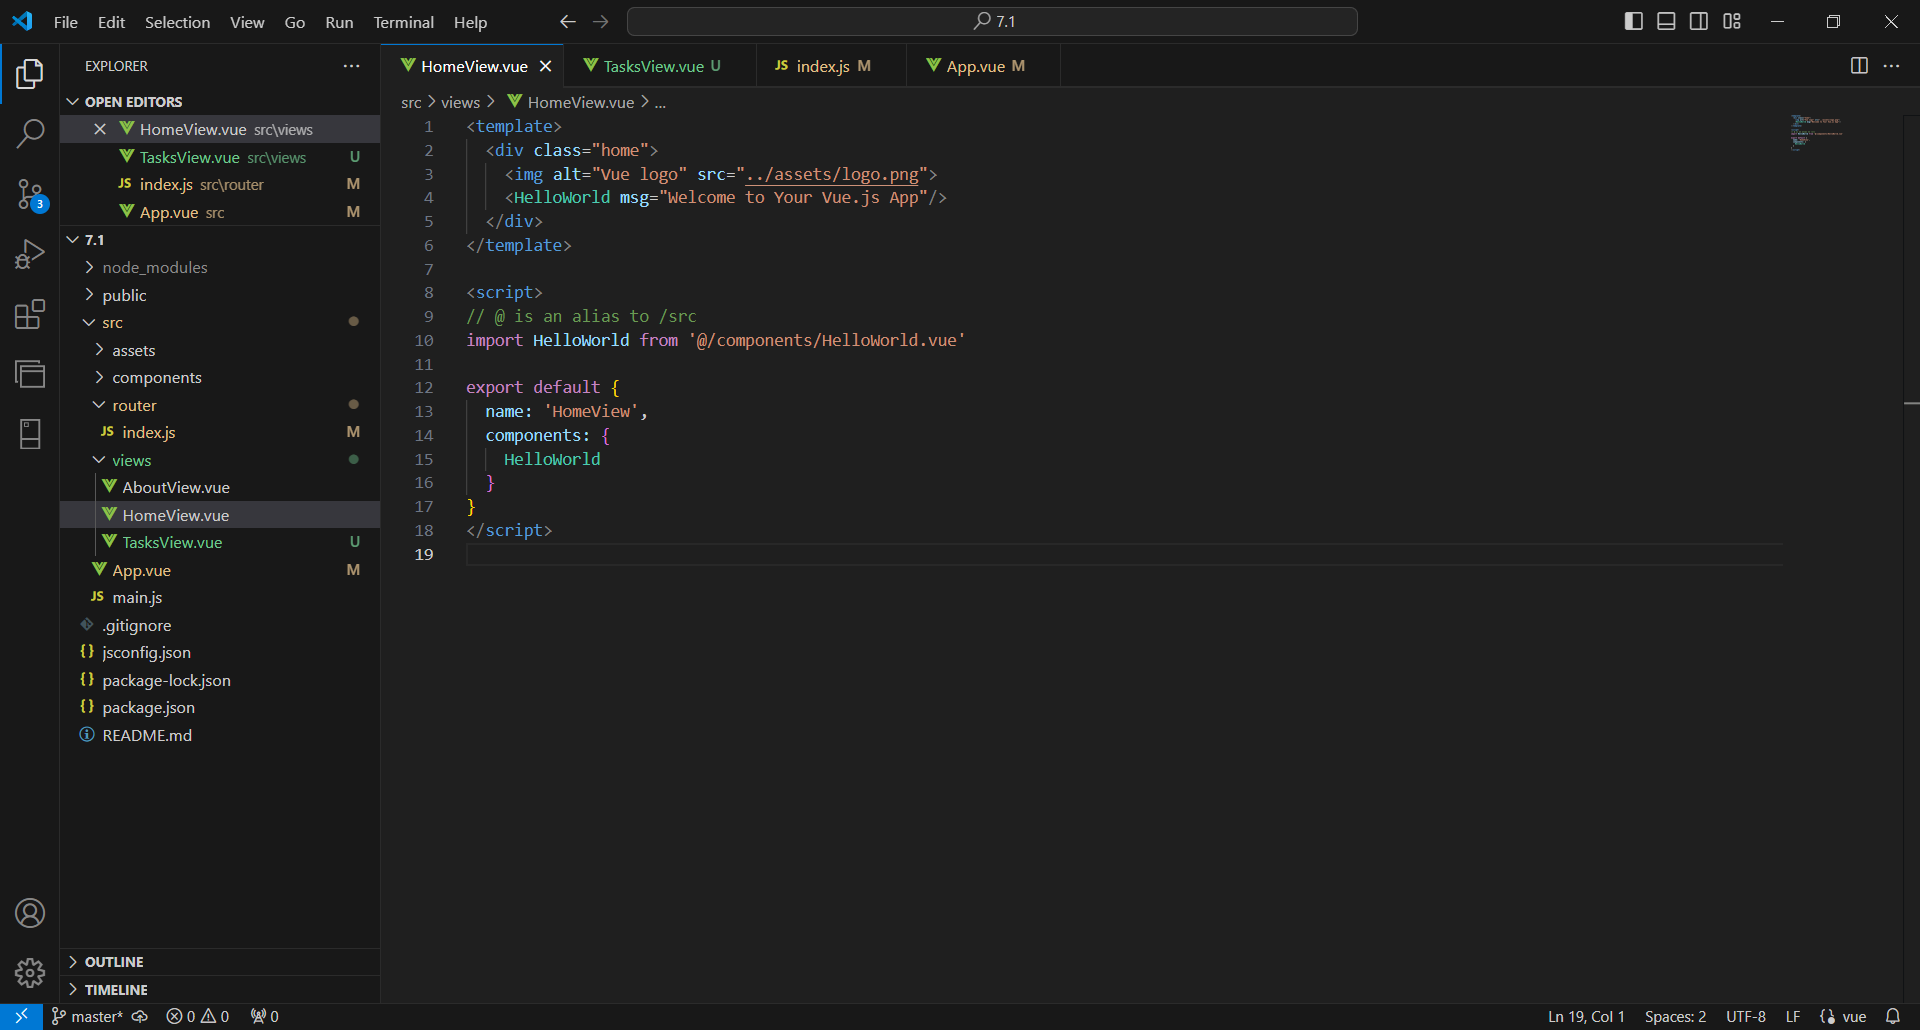 File Edit Selection View Go Run Terminal Help 7.1
EXPLORER
HomeView.vue TasksView.vue U JS index.js M App.vue M
OPEN EDITORS
HomeView.vue src\views
TasksView.vue src\views U
JS index.js src\router M
App.vue src M
7.1
node_modules
public
src
assets
components
router
JS index.js M
views
AboutView.vue
HomeView.vue
TasksView.vue U
App.vue M
JS main.js
.gitignore
{} jsconfig.json
{} package-lock.json
{} package.json
README.md
OUTLINE
TIMELINE
3
src > views > HomeView.vue > ...
1 <template>
2 <div class="home">
3 <img alt="Vue logo" src="../assets/logo.png">
4 <HelloWorld msg="Welcome to Your Vue.js App"/>
5 </div>
6 </template>
7
8 <script>
9 // @ is an alias to /src
10 import HelloWorld from '@/components/HelloWorld.vue'
11
12 export default {
13 name: 'HomeView',
14 components: {
15 HelloWorld
16 }
17 }
18 </script>
19
master* 0 0 0 Ln 19, Col 1 Spaces: 2 UTF-8 LF {} vue